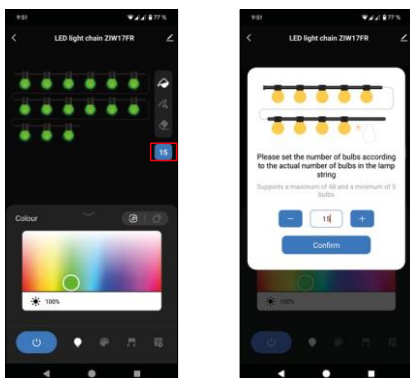 9:51
77 %
LED light chain ZIW17FR
15
Colour
100%
9:51
77 %
LED light chain ZIW17FR
Please set the number of bulbs according
to the actual number of bulbs in the lamp
string
Supports a maximum of 48 and a minimum of 5
bulbs
15
Confirm
100%